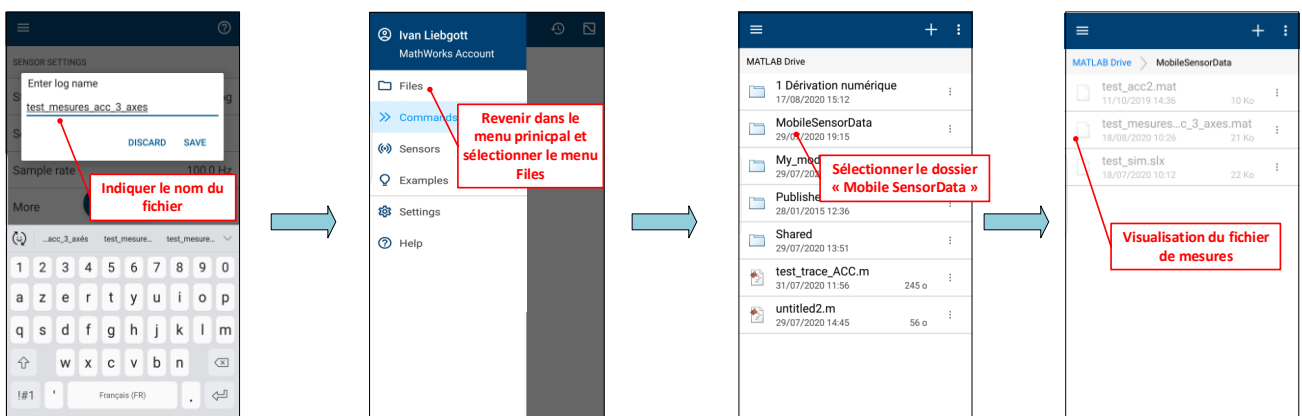 SENSOR SETTINGS
Enter log name
test_mesures_acc_3_axes
DISCARD SAVE
Sample rate 100.0 Hz
More
Indiquer le nom du
fichier
...acc_3_axés test_mesure... test_mesure...
1 2 3 4 5 6 7 8 9 0
a z e r t y u i o p
q s d f g h j k l m
w x c v b n
!#1 ' Français (FR) .
Ivan Liebgott
MathWorks Account
Files
Commands
Sensors
Examples
Settings
Help
Revenir dans le
menu prinicpal et
sélectionner le menu
Files
MATLAB Drive
1 Dérivation numérique
17/08/2020 15:12
MobileSensorData
29/07/2020 19:15
My_mod
29/07/202
Publishe
28/01/2015 12:36
Shared
29/07/2020 13:51
test_trace_ACC.m
31/07/2020 11:56 245 o
untitled2.m
29/07/2020 14:45 56 o
Sélectionner le dossier
« Mobile SensorData »
MATLAB Drive > MobileSensorData
test_acc2.mat
11/10/2019 14:36 10 Ko
test_mesures...c_3_axes.mat
18/08/2020 10:26 21 Ko
test_sim.slx
18/07/2020 10:12 22 Ko
Visualisation du fichier
de mesures